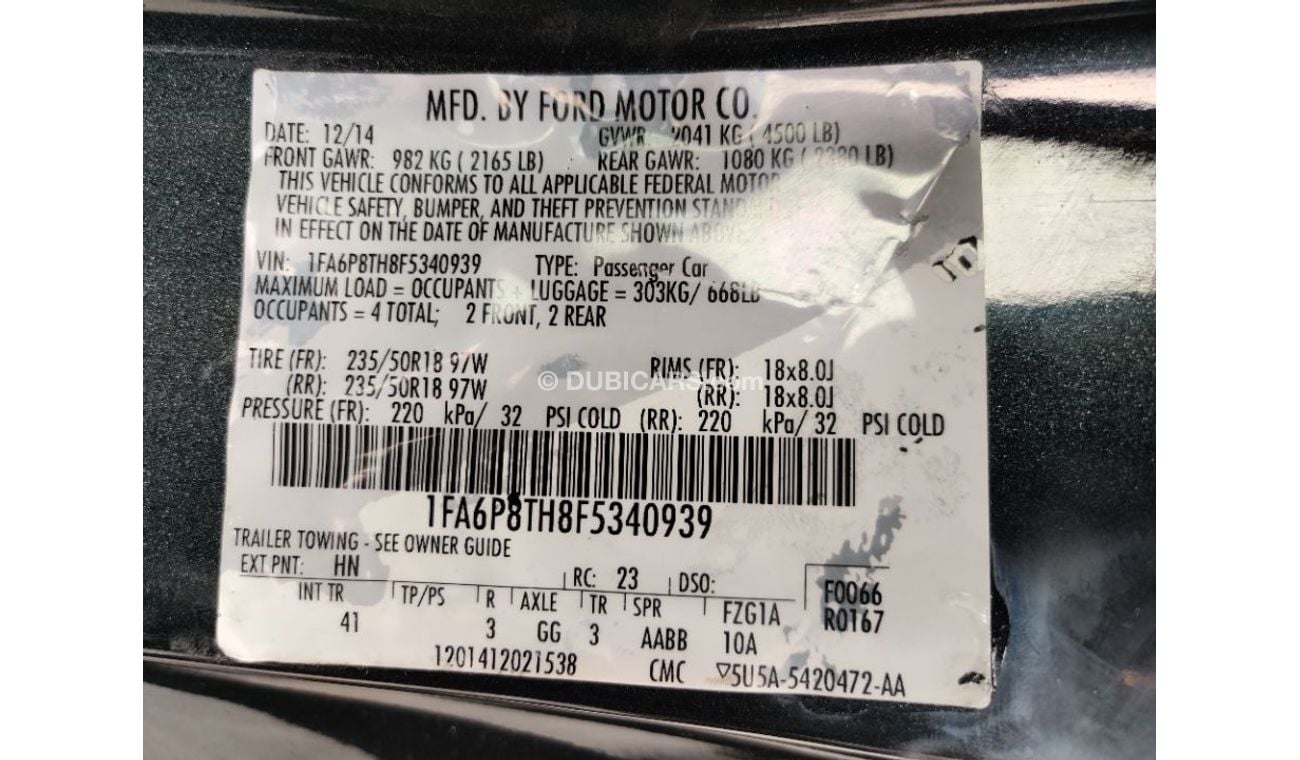 MFD. BY FORD MOTOR CO.
DATE: 12/14 GVWR 2041 KG ( 4500 LB)
FRONT GAWR: 982 KG ( 2165 LB) REAR GAWR: 1080 KG ( LB)
THIS VEHICLE CONFORMS TO ALL APPLICABLE FEDERAL MOTOR
VEHICLE SAFETY, BUMPER, AND THEFT PREVENTION
IN EFFECT ON THE DATE OF MANUFACTURE SHOWN ABOVE
VIN: 1FA6P8TH8F5340939 TYPE: Passenger Car
MAXIMUM LOAD = OCCUPANTS + LUGGAGE = 303KG/ 668LB
OCCUPANTS = 4 TOTAL; 2 FRONT, 2 REAR
TIRE (FR): 235/50R18 97W RIMS (FR): 18x8.0J
(RR): 235/50R18 97W (RR): 18x8.0J
© DUBICARS.com
PRESSURE (FR): 220 kPa/ 32 PSI COLD (RR): 220 kPa/ 32 PSI COLD
1FA6P8TH8F5340939
TRAILER TOWING - SEE OWNER GUIDE
EXT PNT: HN RC: 23 DSO: F0066
INT TR TP/PS R AXLE TR SPR FZG1A R0167
41 3 GG 3 AABB 10A
1201412021538 CMC ▽5U5A-5420472-AA